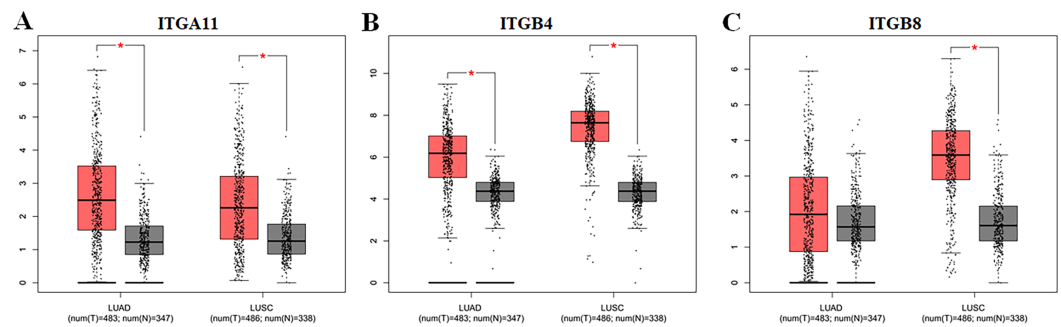 A ITGA11
*
*
7
6
5
4
3
2
1
0
LUAD
(num(T)=483; num(N)=347)
LUSC
(num(T)=486; num(N)=338)
B ITGB4
*
*
10
8
6
4
2
0
LUAD
(num(T)=483; num(N)=347)
LUSC
(num(T)=486; num(N)=338)
C ITGB8
*
6
5
4
3
2
1
0
LUAD
(num(T)=483; num(N)=347)
LUSC
(num(T)=486; num(N)=338)